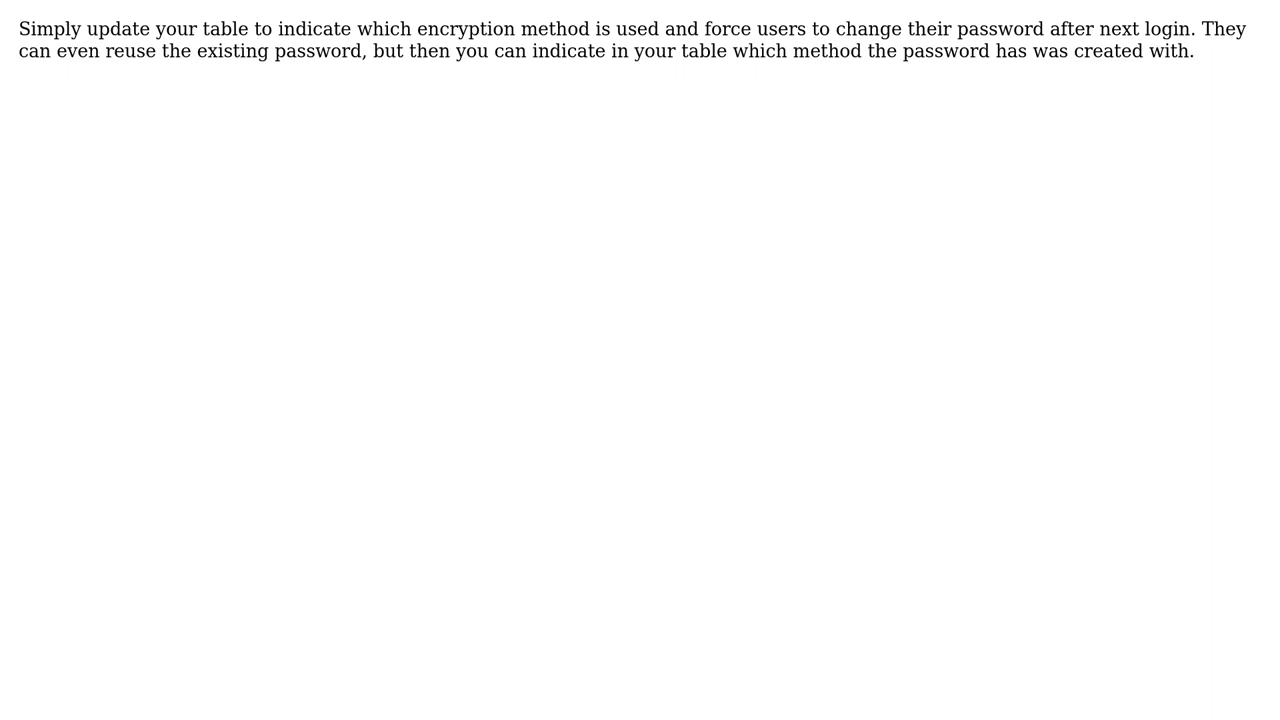 Simply update your table to indicate which encryption method is used and force users to change their password after next login. They
can even reuse the existing password, but then you can indicate in your table which method the password has was created with.